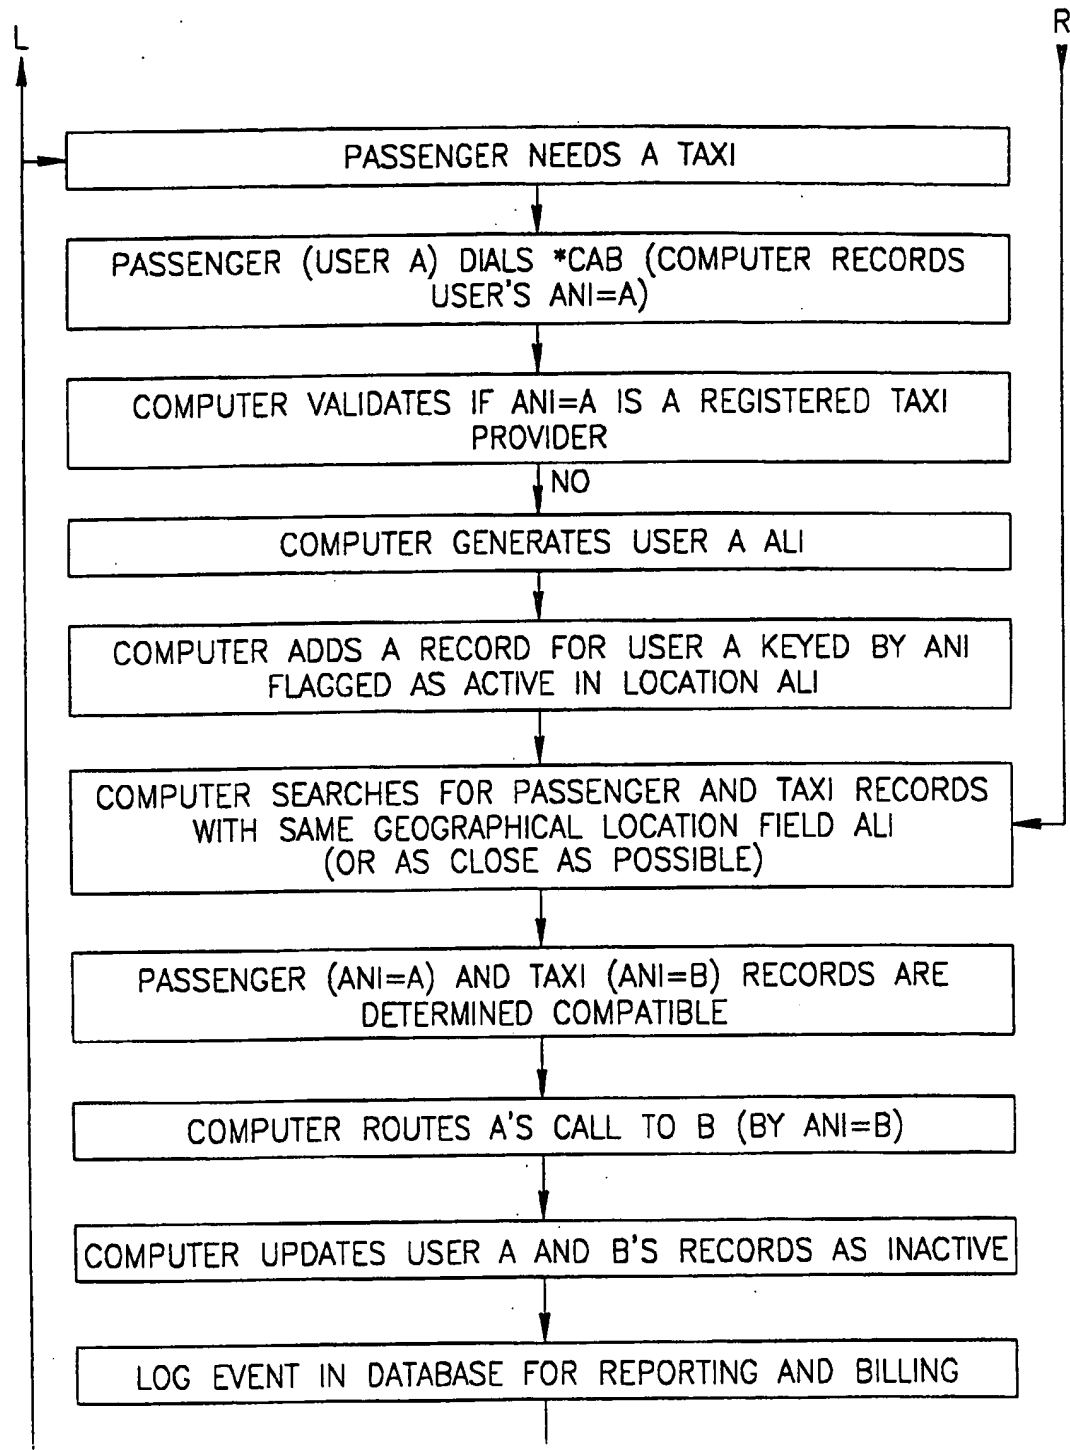 L
R
PASSENGER NEEDS A TAXI
PASSENGER (USER A) DIALS *CAB (COMPUTER RECORDS
USER'S ANI=A)
COMPUTER VALIDATES IF ANI=A IS A REGISTERED TAXI
PROVIDER
NO
COMPUTER GENERATES USER A ALI
COMPUTER ADDS A RECORD FOR USER A KEYED BY ANI
FLAGGED AS ACTIVE IN LOCATION ALI
COMPUTER SEARCHES FOR PASSENGER AND TAXI RECORDS
WITH SAME GEOGRAPHICAL LOCATION FIELD ALI
(OR AS CLOSE AS POSSIBLE)
PASSENGER (ANI=A) AND TAXI (ANI=B) RECORDS ARE
DETERMINED COMPATIBLE
COMPUTER ROUTES A'S CALL TO B (BY ANI=B)
COMPUTER UPDATES USER A AND B'S RECORDS AS INACTIVE
LOG EVENT IN DATABASE FOR REPORTING AND BILLING